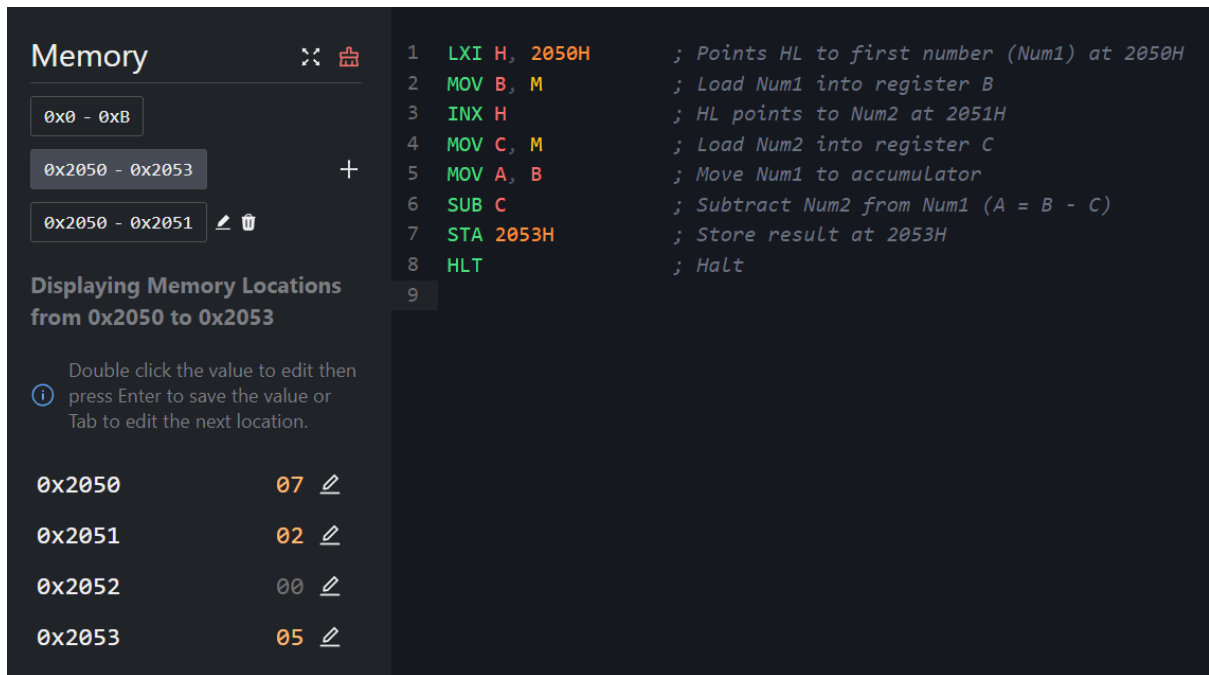 Memory
0x0 - 0xB
0x2050 - 0x2053
0x2050 - 0x2051
Displaying Memory Locations
from 0x2050 to 0x2053
Double click the value to edit then
press Enter to save the value or
Tab to edit the next location.
0x2050 07
0x2051 02
0x2052 00
0x2053 05
1 LXI H, 2050H ; Points HL to first number (Num1) at 2050H
2 MOV B, M ; Load Num1 into register B
3 INX H ; HL points to Num2 at 2051H
4 MOV C, M ; Load Num2 into register C
5 MOV A, B ; Move Num1 to accumulator
6 SUB C ; Subtract Num2 from Num1 (A = B - C)
7 STA 2053H ; Store result at 2053H
8 HLT ; Halt
9